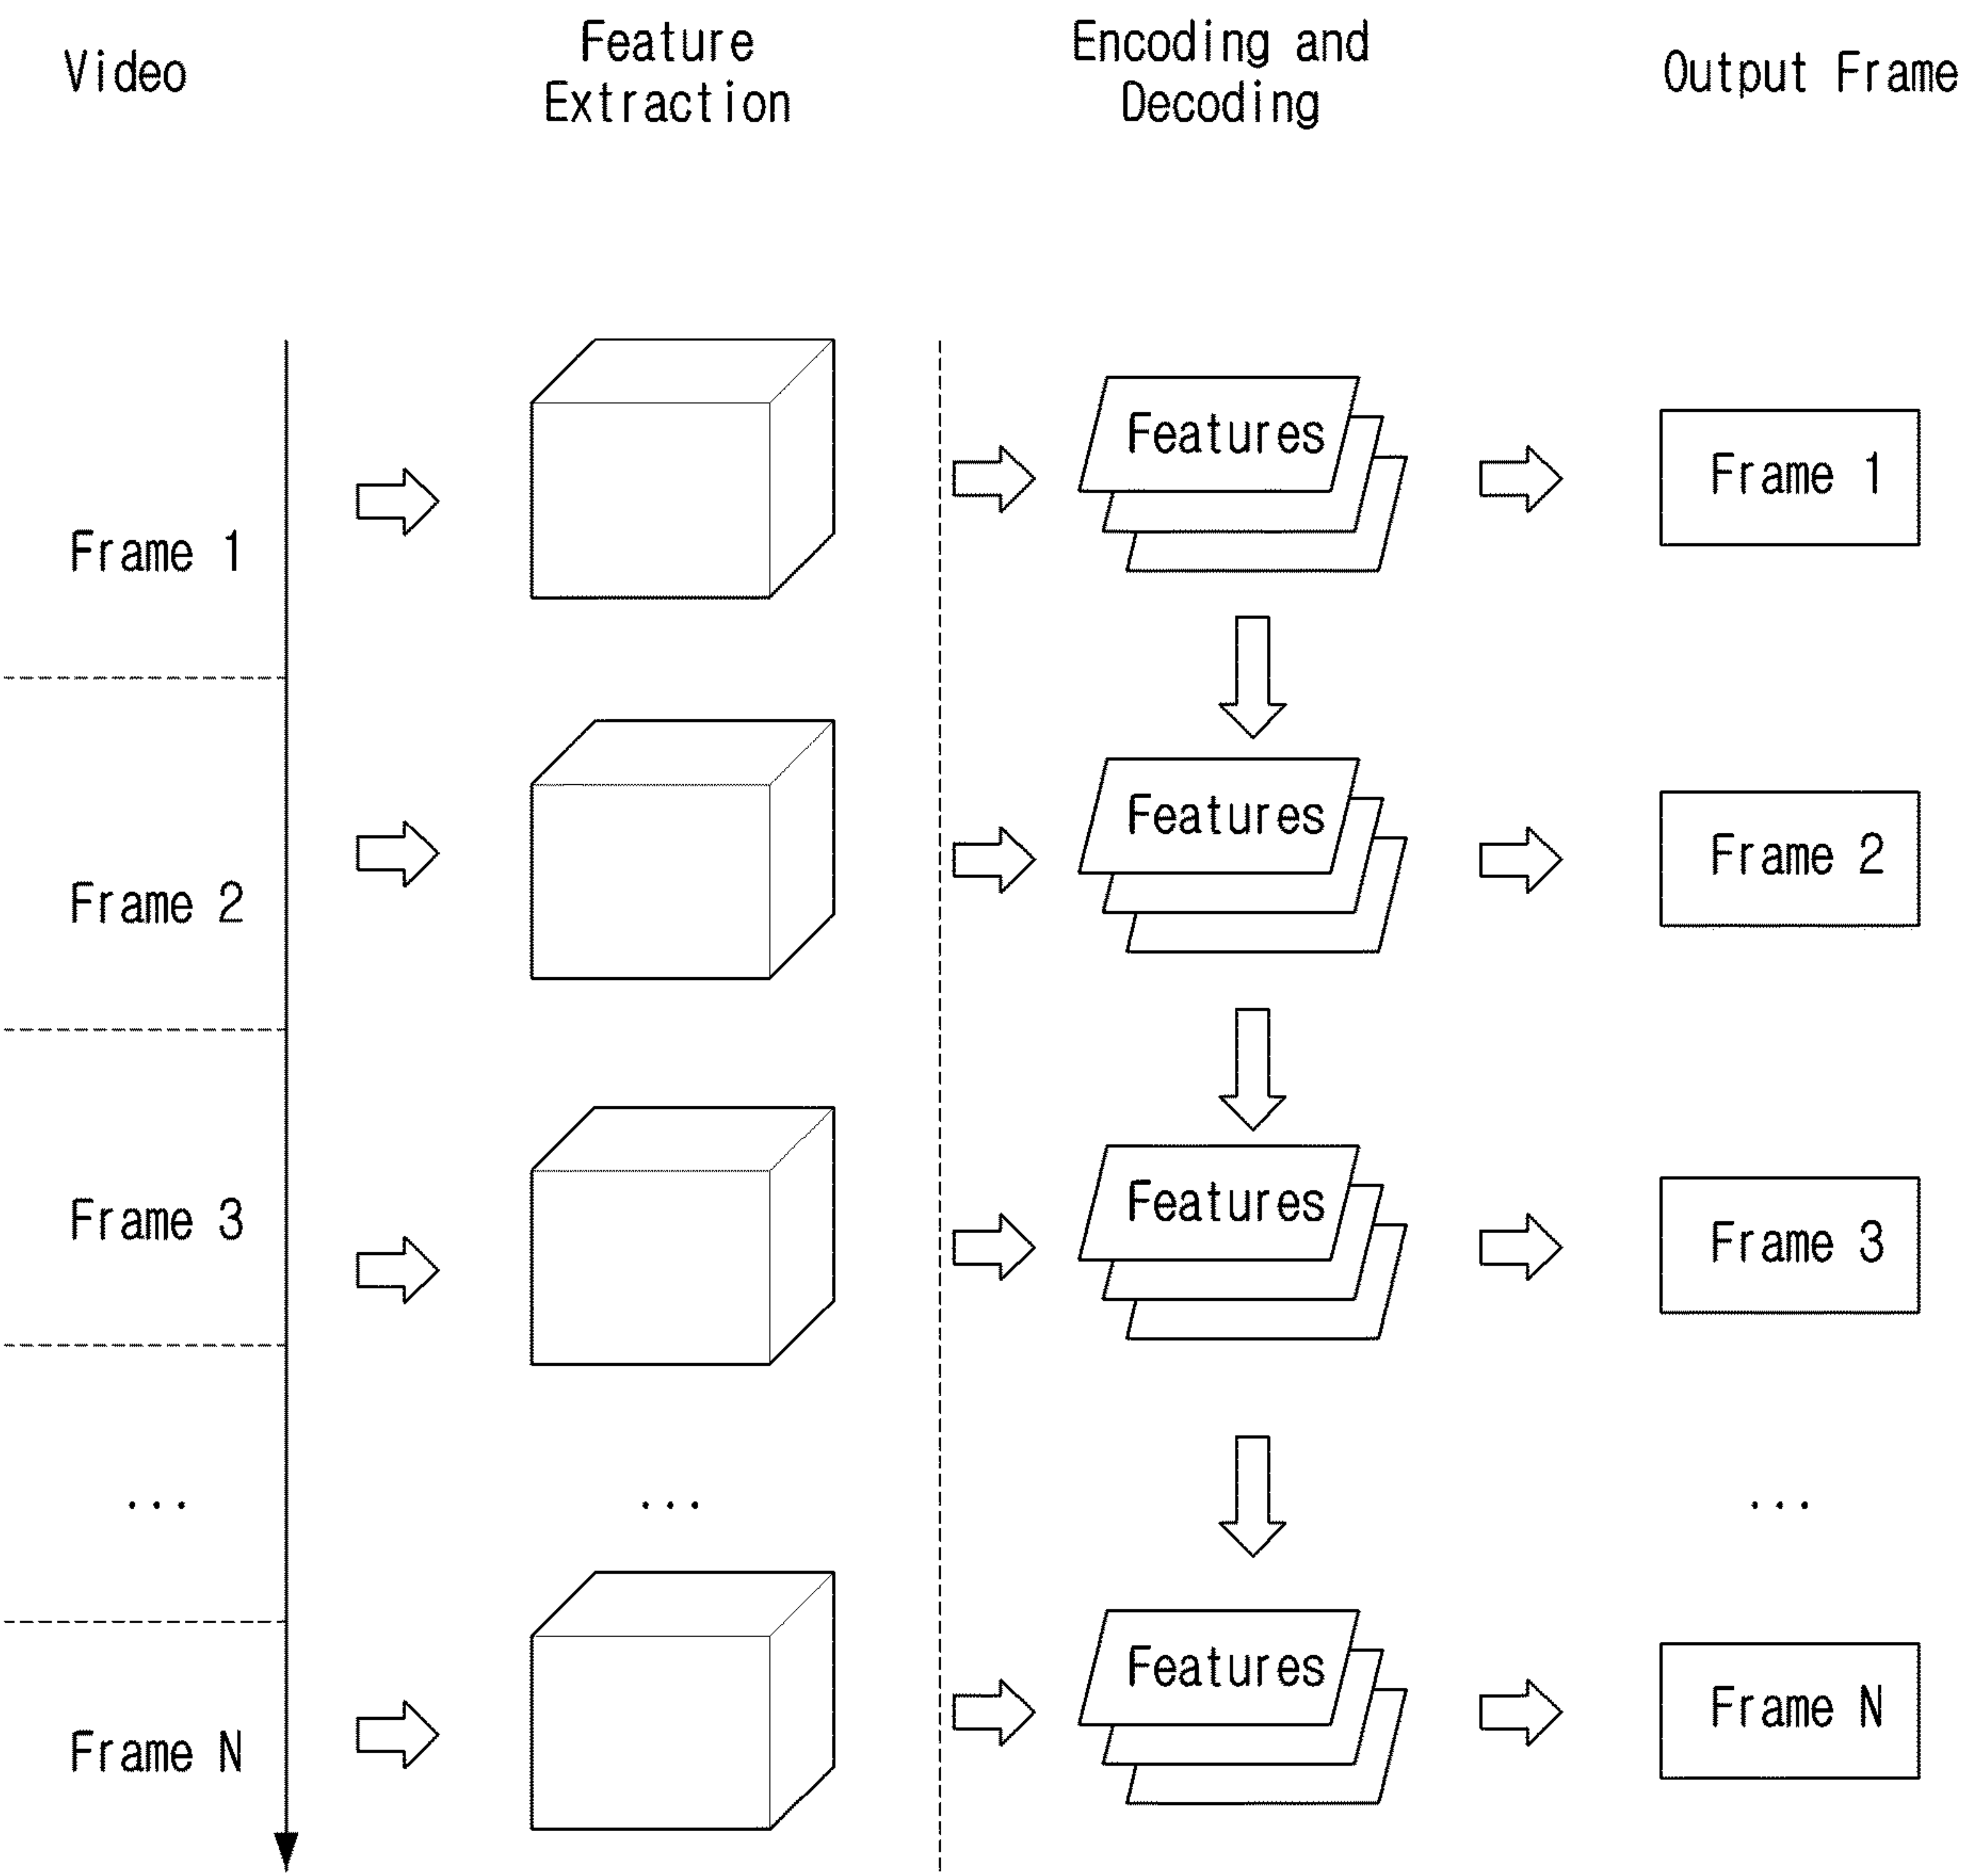 Video
Feature
Extraction
Encoding and
Decoding
Output Frame
Frame 1
Features
Frame 1
Frame 2
Features
Frame 2
Frame 3
Features
Frame 3
...
...
...
Frame N
Features
Frame N